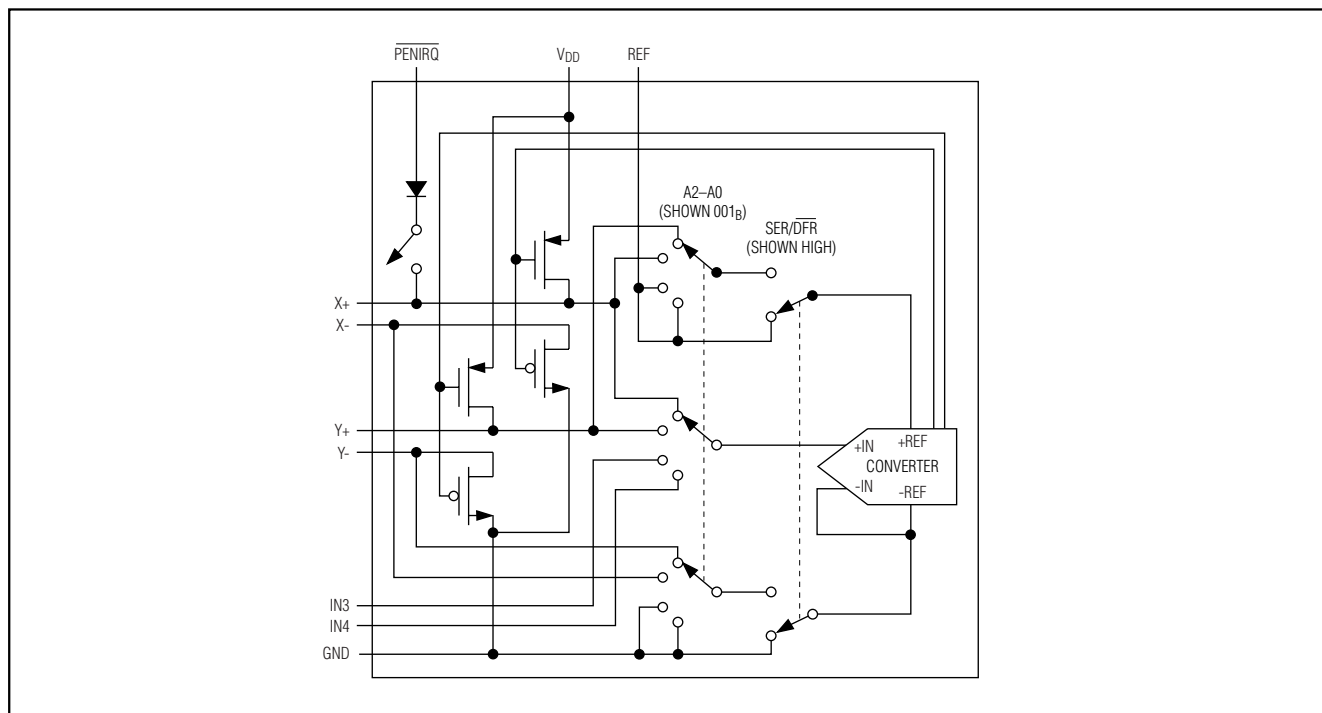 PENIRQ
VDD
REF
A2–A0
(SHOWN 001B)
SER/DFR
(SHOWN HIGH)
X+
X-
Y+
Y-
+IN
+REF
CONVERTER
-IN
-REF
IN3
IN4
GND